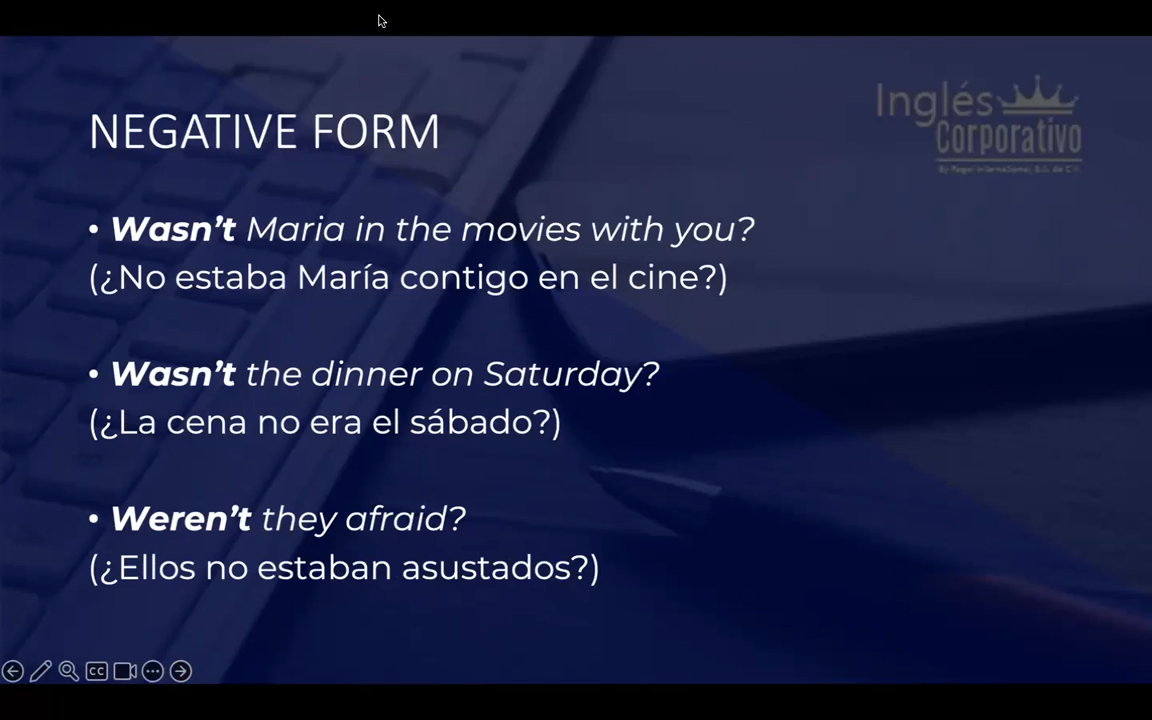 Inglés
Corporativo
NEGATIVE FORM
• Wasn't Maria in the movies with you?
(¿No estaba María contigo en el cine?)
• Wasn't the dinner on Saturday?
(¿La cena no era el sábado?)
• Weren't they afraid?
(¿Ellos no estaban asustados?)
CC